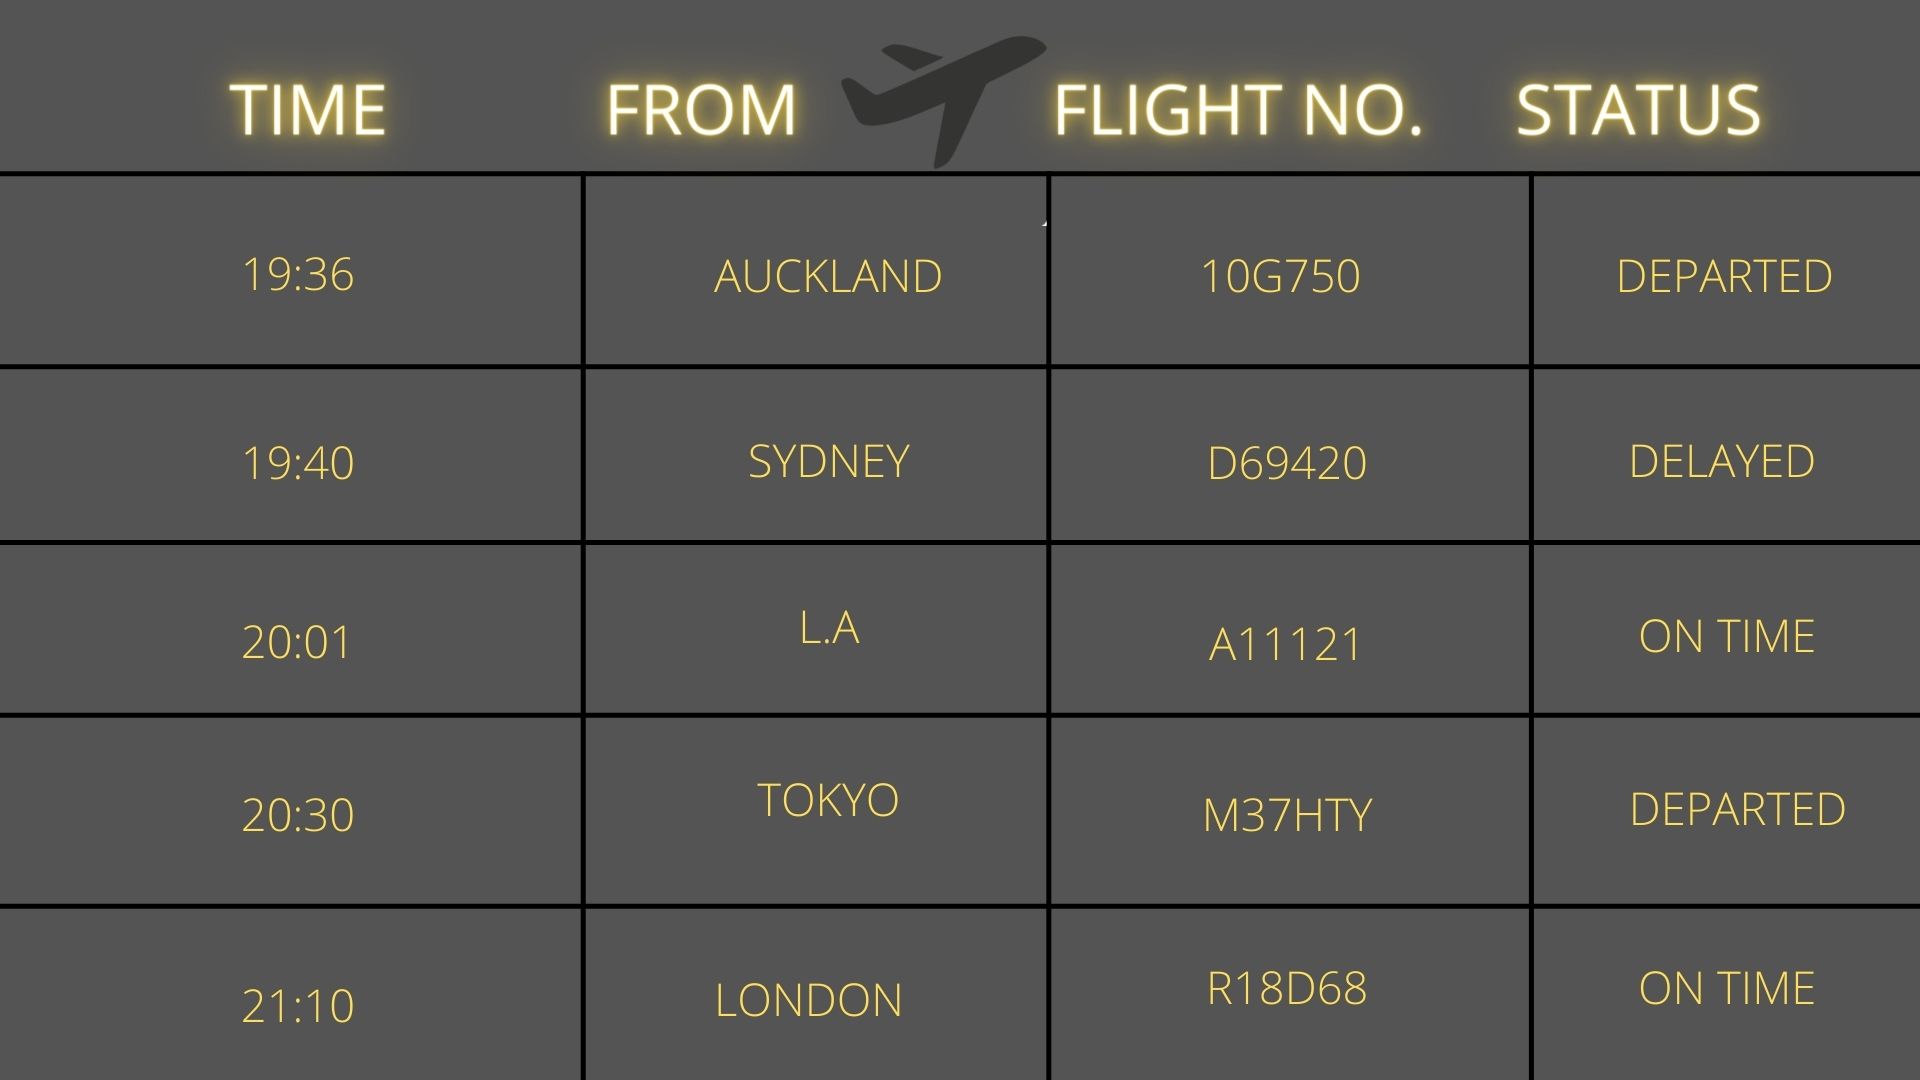 TIME FROM FLIGHT NO. STATUS
19:36 AUCKLAND 10G750 DEPARTED
19:40 SYDNEY D69420 DELAYED
20:01 L.A A11121 ON TIME
20:30 TOKYO M37HTY DEPARTED
21:10 LONDON R18D68 ON TIME